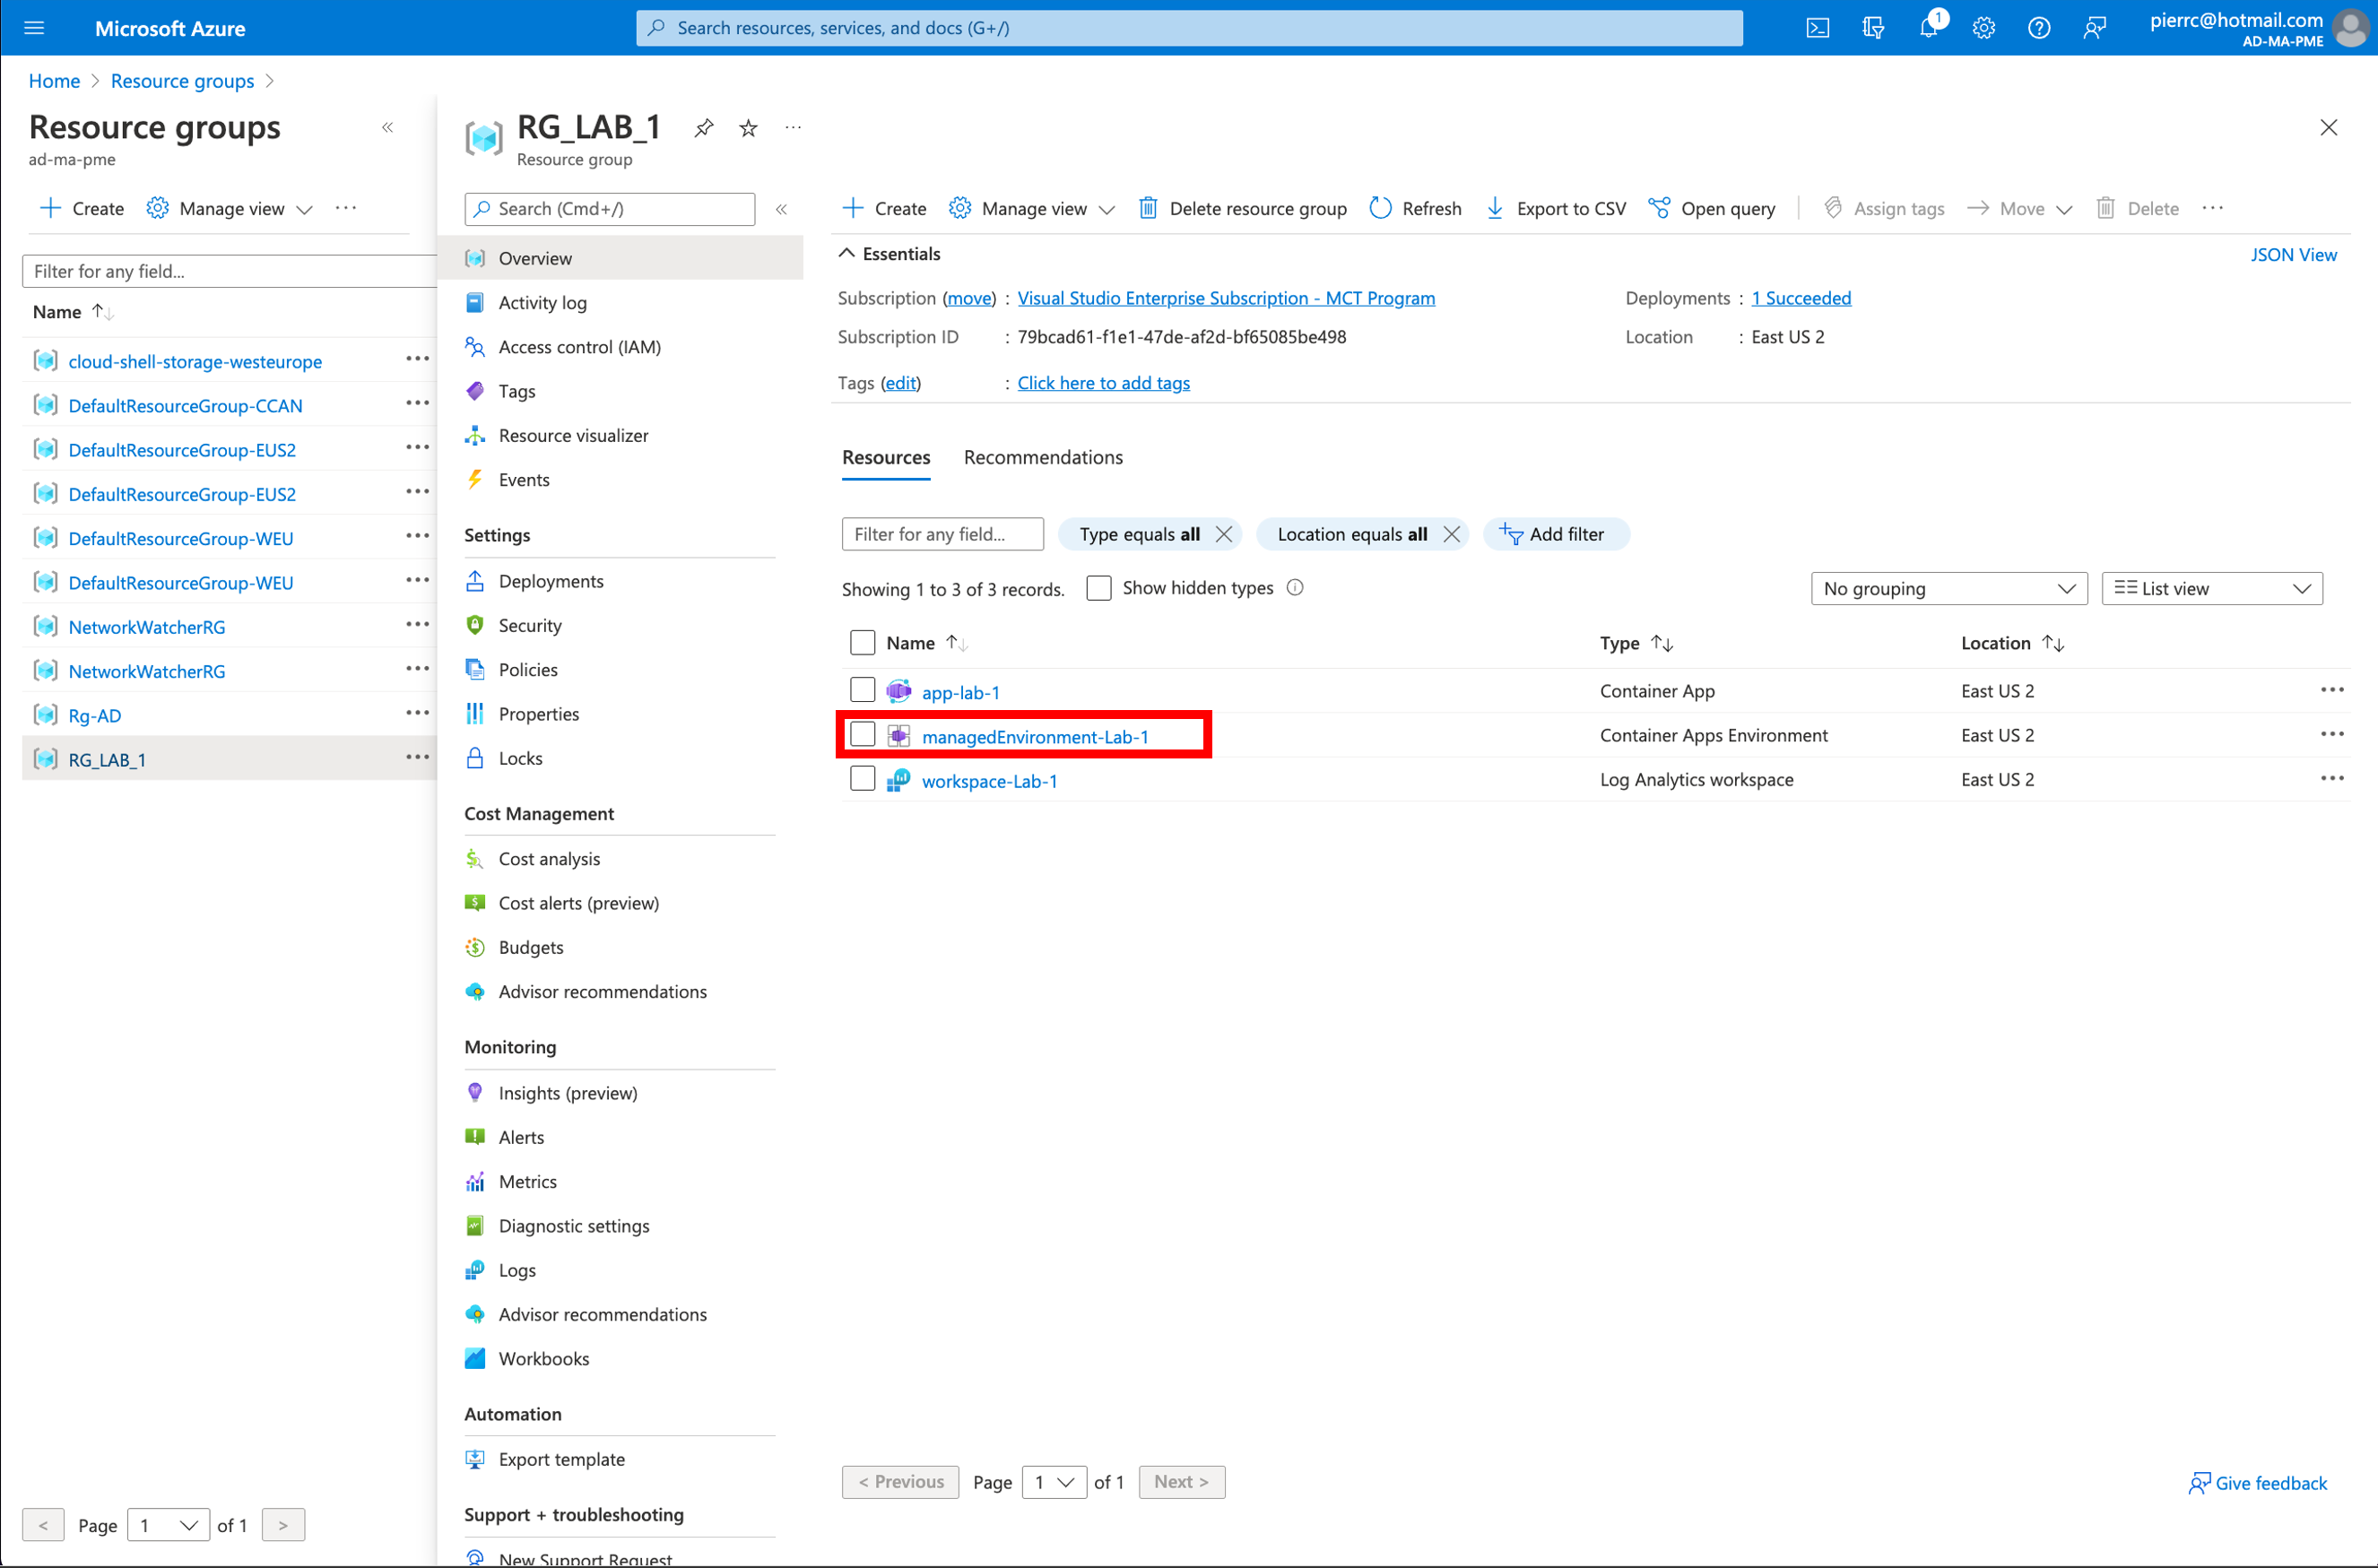 Microsoft Azure
Search resources, services, and docs (G+/)
1
pierrc@hotmail.com
AD-MA-PME
Home > Resource groups >
Resource groups
ad-ma-pme
Create
Manage view
Filter for any field...
Name
cloud-shell-storage-westeurope
DefaultResourceGroup-CCAN
DefaultResourceGroup-EUS2
DefaultResourceGroup-EUS2
DefaultResourceGroup-WEU
DefaultResourceGroup-WEU
NetworkWatcherRG
NetworkWatcherRG
Rg-AD
RG_LAB_1
< Page 1 of 1 >
RG_LAB_1
Resource group
Search (Cmd+/)
Overview
Activity log
Access control (IAM)
Tags
Resource visualizer
Events
Settings
Deployments
Security
Policies
Properties
Locks
Cost Management
Cost analysis
Cost alerts (preview)
Budgets
Advisor recommendations
Monitoring
Insights (preview)
Alerts
Metrics
Diagnostic settings
Logs
Advisor recommendations
Workbooks
Automation
Export template
Support + troubleshooting
New Support Request
Create Manage view Delete resource group Refresh Export to CSV Open query Assign tags Move Delete
Essentials
JSON View
Subscription (move) : Visual Studio Enterprise Subscription - MCT Program
Deployments : 1 Succeeded
Subscription ID : 79bcad61-f1e1-47de-af2d-bf65085be498
Location : East US 2
Tags (edit) : Click here to add tags
Resources Recommendations
Filter for any field... Type equals all Location equals all Add filter
Showing 1 to 3 of 3 records. Show hidden types No grouping List view
Name Type Location
app-lab-1 Container App East US 2
managedEnvironment-Lab-1 Container Apps Environment East US 2
workspace-Lab-1 Log Analytics workspace East US 2
< Previous Page 1 of 1 Next >
Give feedback